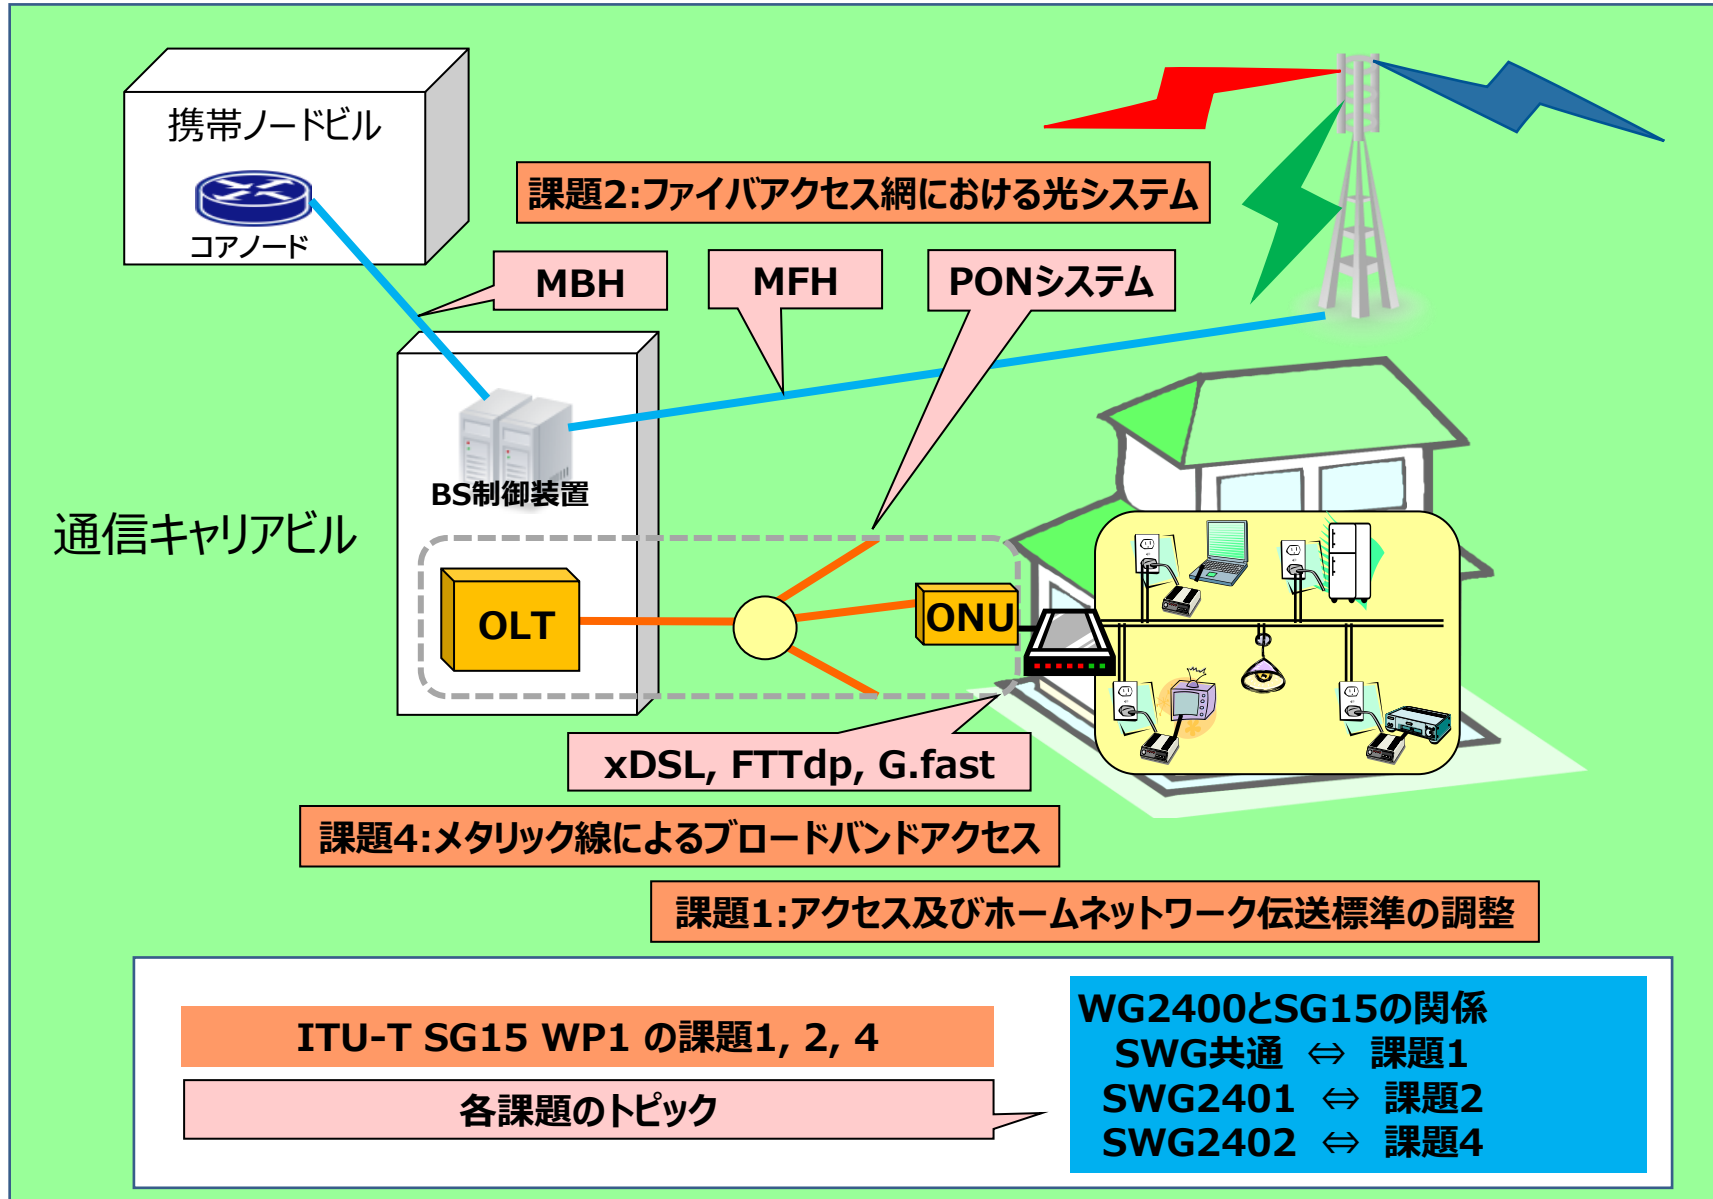 携帯ノードビル
コアノード
課題2:ファイバアクセス網における光システム
MBH
MFH
PONシステム
BS制御装置
通信キャリアビル
OLT
ONU
xDSL, FTTdp, G.fast
課題4:メタリック線によるブロードバンドアクセス
課題1:アクセス及びホームネットワーク伝送標準の調整
ITU-T SG15 WP1 の課題1, 2, 4
各課題のトピック
WG2400とSG15の関係
SWG共通 ⇔ 課題1
SWG2401 ⇔ 課題2
SWG2402 ⇔ 課題4